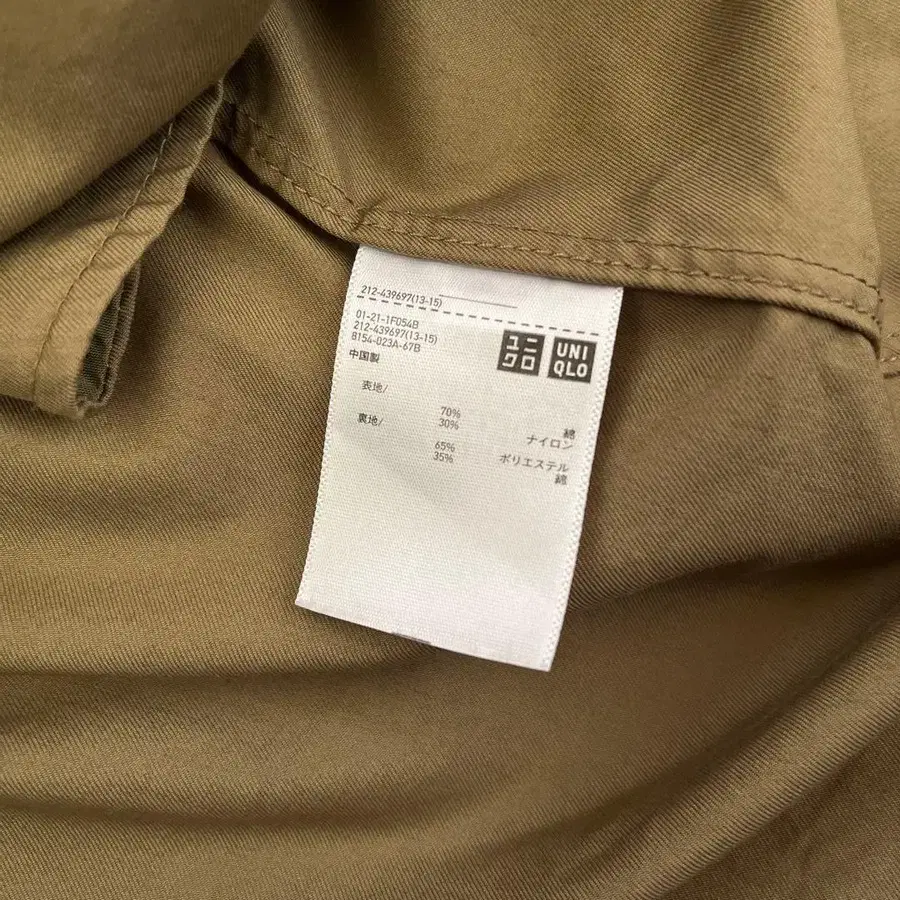 212-439697(13-15)
01-21-1F054B
212-439697(13-15)
8154-023A-67B
中国製
ユニ
クロ
UNI
QLO
表地/
70% 綿
裏地/ 30% ナイロン
65% ポリエステル
35% 綿